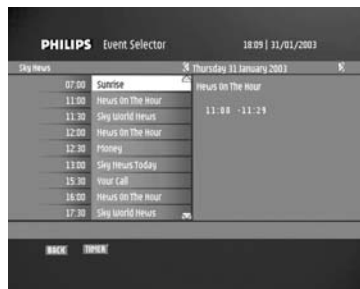 PHILIPS Event Selector 18:09 | 31/01/2003
Sky News Thursday 31 January 2003
07:00 Sunrise
11:00 News On The Hour
11:30 Sky World News
12:00 News On The Hour
12:30 Money
13:00 Sky News Today
15:30 Your Call
16:00 News On The Hour
17:30 Sky World News
News On The Hour
11:00 -11:29
BACK TIMER